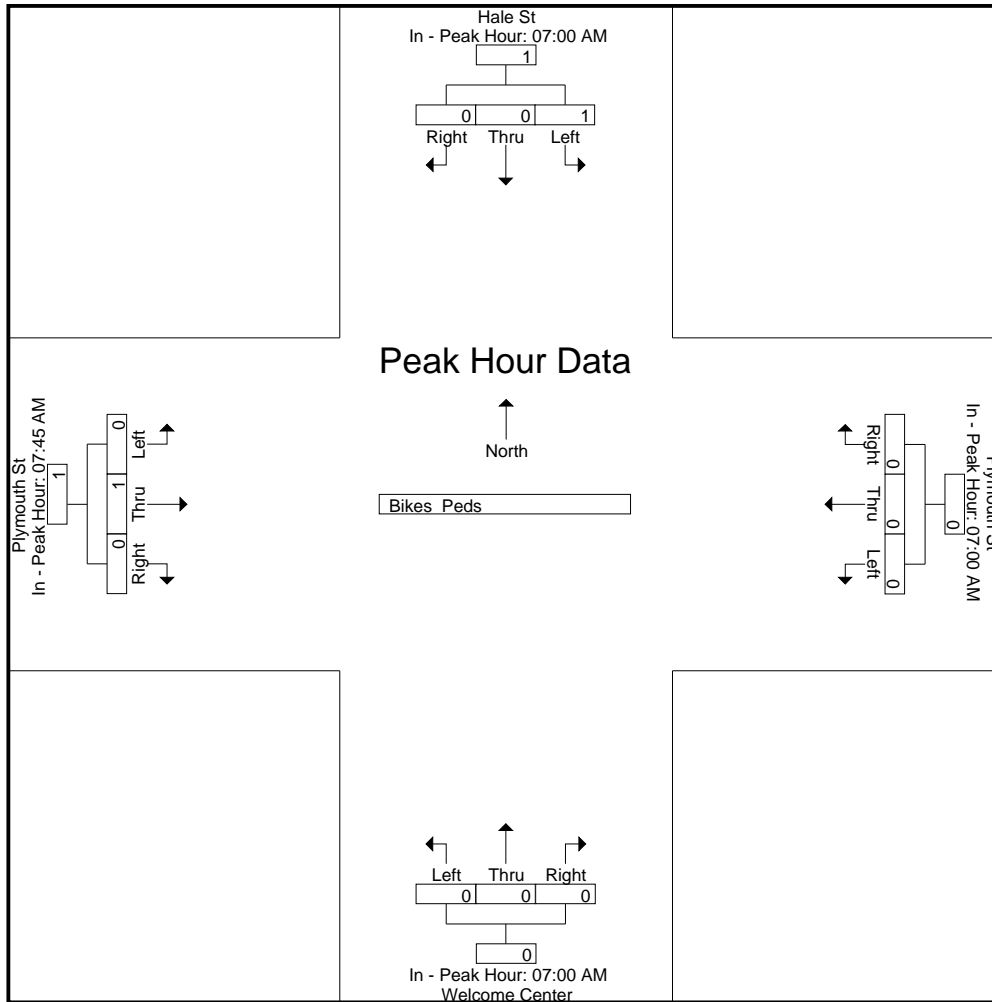 Hale St
In - Peak Hour: 07:00 AM
1
0 0 1
Right Thru Left
Peak Hour Data
North
Bikes Peds
Plymouth St
In - Peak Hour: 07:45 AM
1
0 1 0
Left Thru Right
Plymouth St
In - Peak Hour: 07:00 AM
0
0 0 0
Right Thru Left
Left Thru Right
0 0 0
0
In - Peak Hour: 07:00 AM
Welcome Center